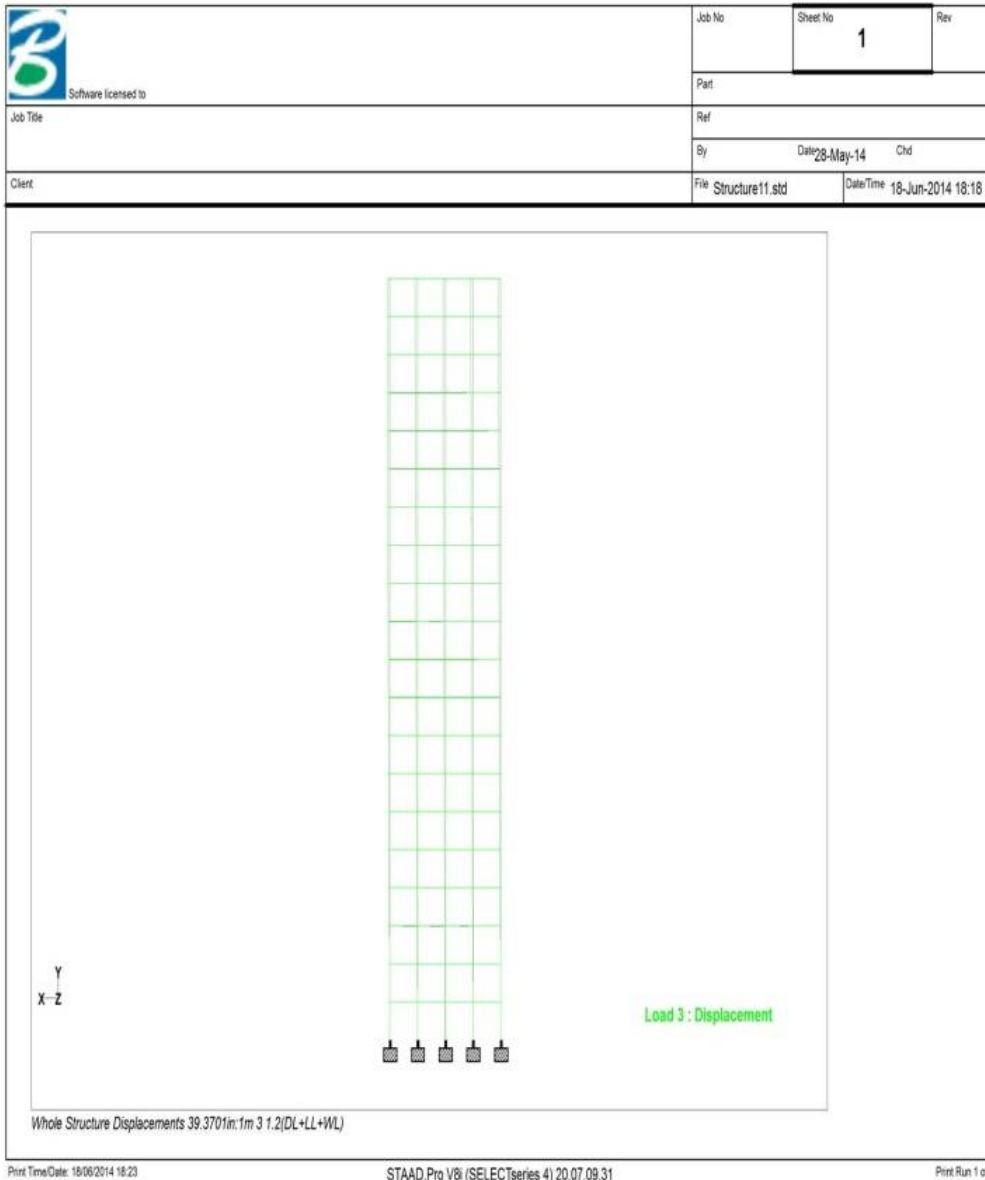 Software licensed to
Job No
Sheet No
1
Rev
Part
Job Title
Ref
By
Date 28-May-14
Chd
Client
File Structure11.std
Date/Time 18-Jun-2014 18:18
Y
X Z
Load 3 : Displacement
Whole Structure Displacements 39.3701in:1m 3 1.2(DL+LL+WL)
Print Time/Date: 18/06/2014 18:23
STAAD.Pro V8i (SELECTseries 4) 20.07.09.31
Print Run 1 o